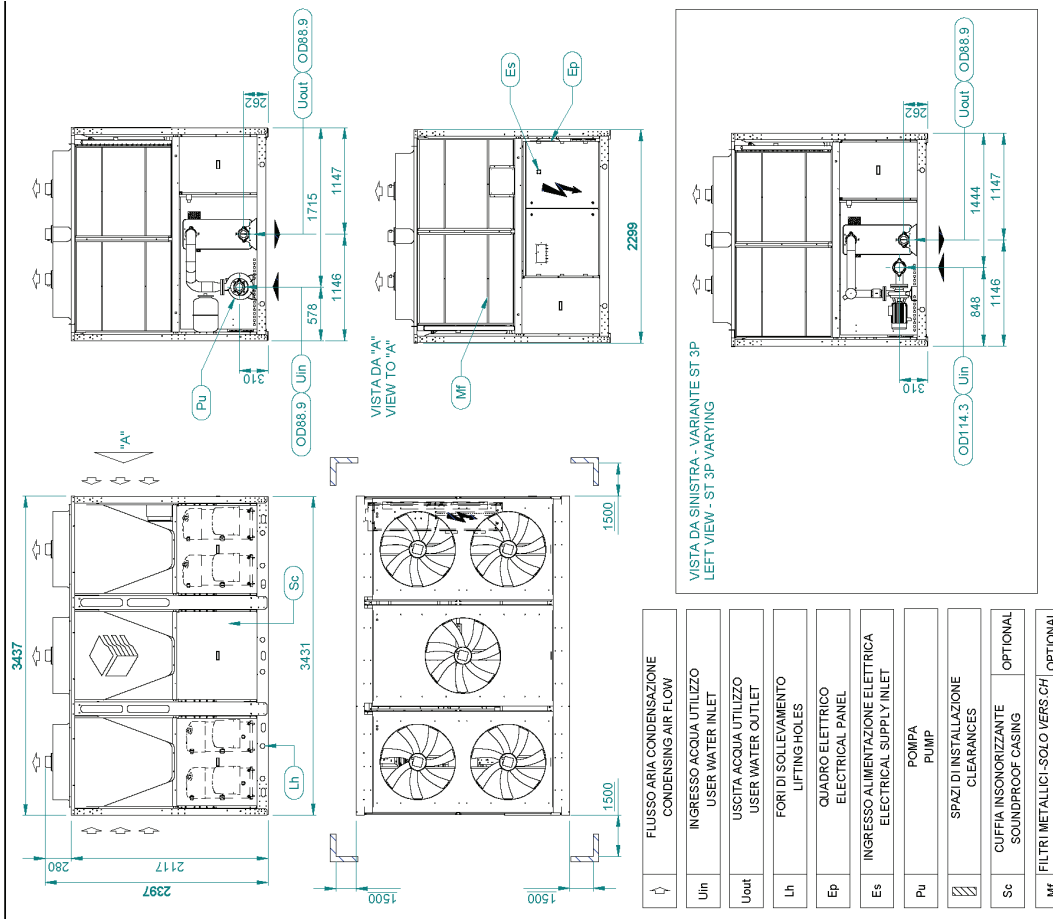 262
OD88.9
Uout
1715
1147
578
1146
310
Pu
Uin
OD88.9
VISTA DA "A"
VIEW TO "A"
Es
Ep
Mf
2299
VISTA DA SINISTRA - VARIANTE ST 3P
LEFT VIEW - ST 3P VARYING
262
OD88.9
Uout
1444
1147
848
1146
310
Uin
OD114.3
"A"
3437
3431
Sc
Lh
280
2117
2397
1500
1500
1500
1500
FLUSSO ARIA CONDENSAZIONE
CONDENSING AIR FLOW
Uin
INGRESSO ACQUA UTILIZZO
USER WATER INLET
Uout
USCITA ACQUA UTILIZZO
USER WATER OUTLET
Lh
FORI DI SOLLEVAMENTO
LIFTING HOLES
Ep
QUADRO ELETTRICO
ELECTRICAL PANEL
Es
INGRESSO ALIMENTAZIONE ELETTRICA
ELECTRICAL SUPPLY INLET
Pu
POMPA
PUMP
SPAZI DI INSTALLAZIONE
CLEARANCES
Sc
CUFFIA INSONORIZZANTE
SOUNDPROOF CASING
OPTIONAL
Mf
FILTRI METALLICI-SOLO VERS.CH
OPTIONAL